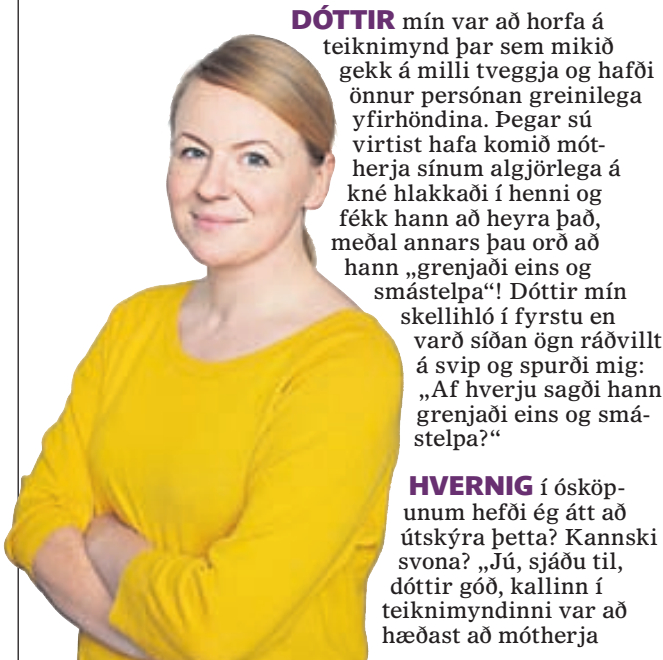 DÓTTIR mín var að horfa á
teiknimynd þar sem mikið
gekk á milli tveggja og hafði
önnur persónan greinilega
yfirhöndina. Þegar sú
virtist hafa komið mót-
herja sínum algjörlega á
kné hlakkaði í henni og
fékk hann að heyra það,
meðal annars þau orð að
hann „grenjaði eins og
smástelpa“! Dóttir mín
skellihló í fyrstu en
varð síðan ögn ráðvillt
á svip og spurði mig:
„Af hverju sagði hann
grenjaði eins og smá-
stelpa?“
HVERNIG í ósköp-
unum hefði ég átt að
útskýra þetta? Kannski
svona? „Jú, sjáðu til,
dóttir góð, kallinn í
teiknimyndinni var að
hæðast að mótherja